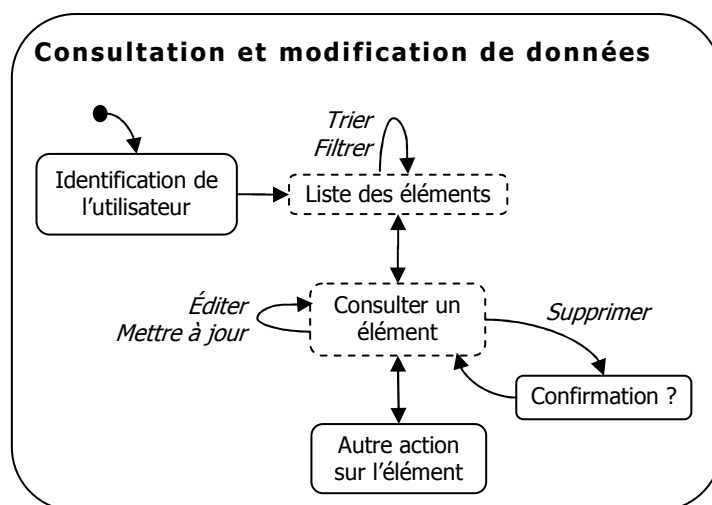 Consultation et modification de données
Trier
Filtrer
Identification de
l'utilisateur
Liste des éléments
Éditer
Mettre à jour
Consulter un
élément
Supprimer
Confirmation ?
Autre action
sur l'élément